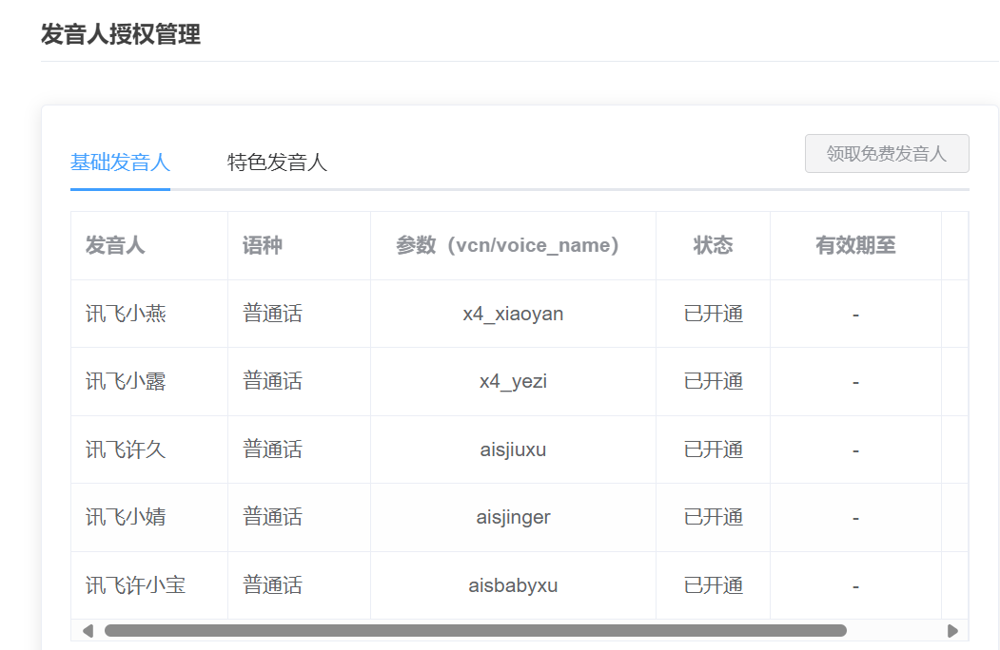 发音人授权管理
基础发音人 特色发音人 领取免费发音人
发音人 语种 参数（vcn/voice_name） 状态 有效期至
讯飞小燕 普通话 x4_xiaoyan 已开通 -
讯飞小露 普通话 x4_yezi 已开通 -
讯飞许久 普通话 aisjiuxu 已开通 -
讯飞小婧 普通话 aisjinger 已开通 -
讯飞许小宝 普通话 aisbabyxu 已开通 -